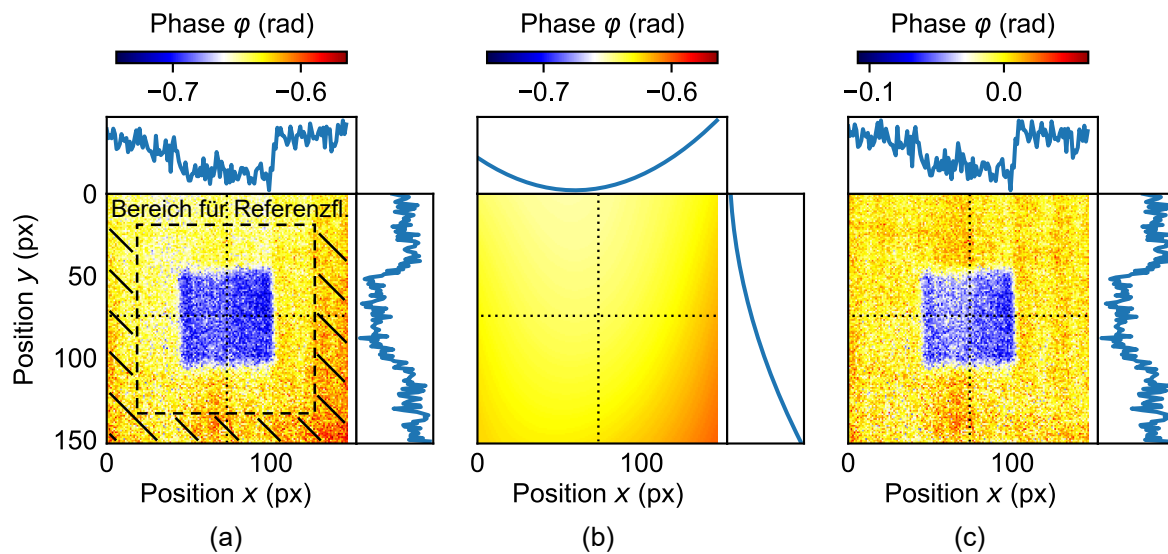 Phase φ (rad)
−0.7
−0.6
Phase φ (rad)
−0.7
−0.6
Phase φ (rad)
−0.1
0.0
Position y (px)
0
50
100
150
Bereich für Referenzfl.
0
100
Position x (px)
(a)
0
100
Position x (px)
(b)
0
100
Position x (px)
(c)